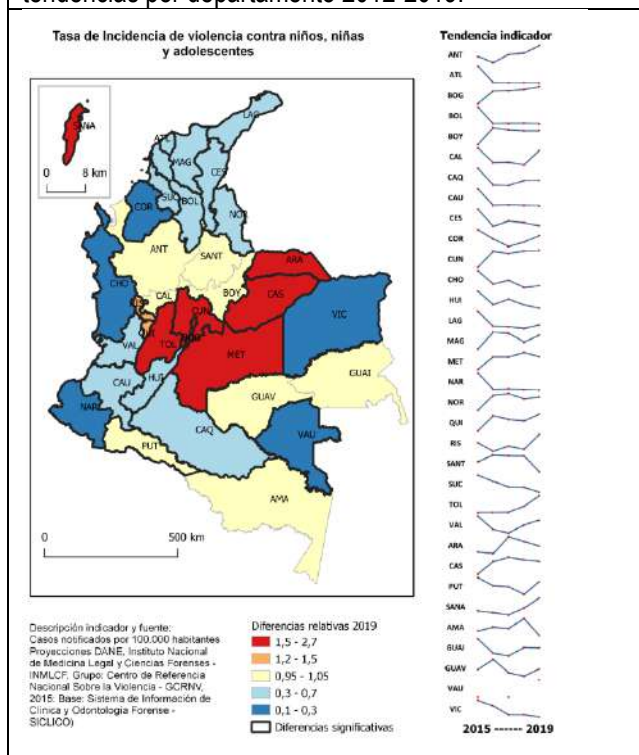 tendencias por departamento 2012-2019.
Tasa de Incidencia de violencia contra niños, niñas
y adolescentes
SANA
0 8 km
LAG
ATL
MAG
CES
SUC
BOL
NOR
COR
ANT
SANT
ARA
CHO
CAL
BOY
CAS
CUN
VIC
VAL
TOL
MET
HUI
GUAI
CAU
GUAV
NAR
CAQ
VAU
PUT
AMA
0 500 km
Descripción indicador y fuente:
Casos notificados por 100.000 habitantes
Proyecciones DANE, Instituto Nacional
de Medicina Legal y Ciencias Forenses -
INMLCF, Grupo: Centro de Referencia
Nacional Sobre la Violencia - GCRNV,
2015: Base: Sistema de Información de
Clínica y Odontología Forense -
SICLICO)
Diferencias relativas 2019
1,5 - 2,7
1,2 - 1,5
0,95 - 1,05
0,3 - 0,7
0,1 - 0,3
Diferencias significativas
Tendencia indicador
ANT
ATL
BOG
BOL
BOY
CAL
CAQ
CAU
CES
COR
CUN
CHO
HUI
LAG
MAG
MET
NAR
NOR
QUI
RIS
SANT
SUC
TOL
VAL
ARA
CAS
PUT
SANA
AMA
GUAI
GUAV
VAU
VIC
2015 ------ 2019